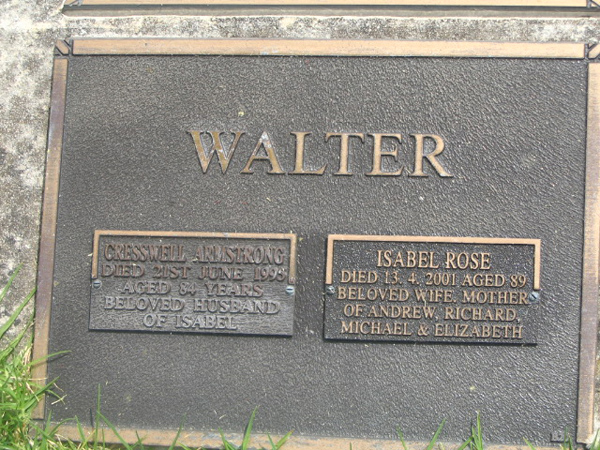 WALTER
CRESSWELL ARMSTRONG
DIED 21ST JUNE 1995
AGED 84 YEARS
BELOVED HUSBAND
OF ISABEL
ISABEL ROSE
DIED 13. 4. 2001 AGED 89
BELOVED WIFE, MOTHER
OF ANDREW, RICHARD,
MICHAEL & ELIZABETH